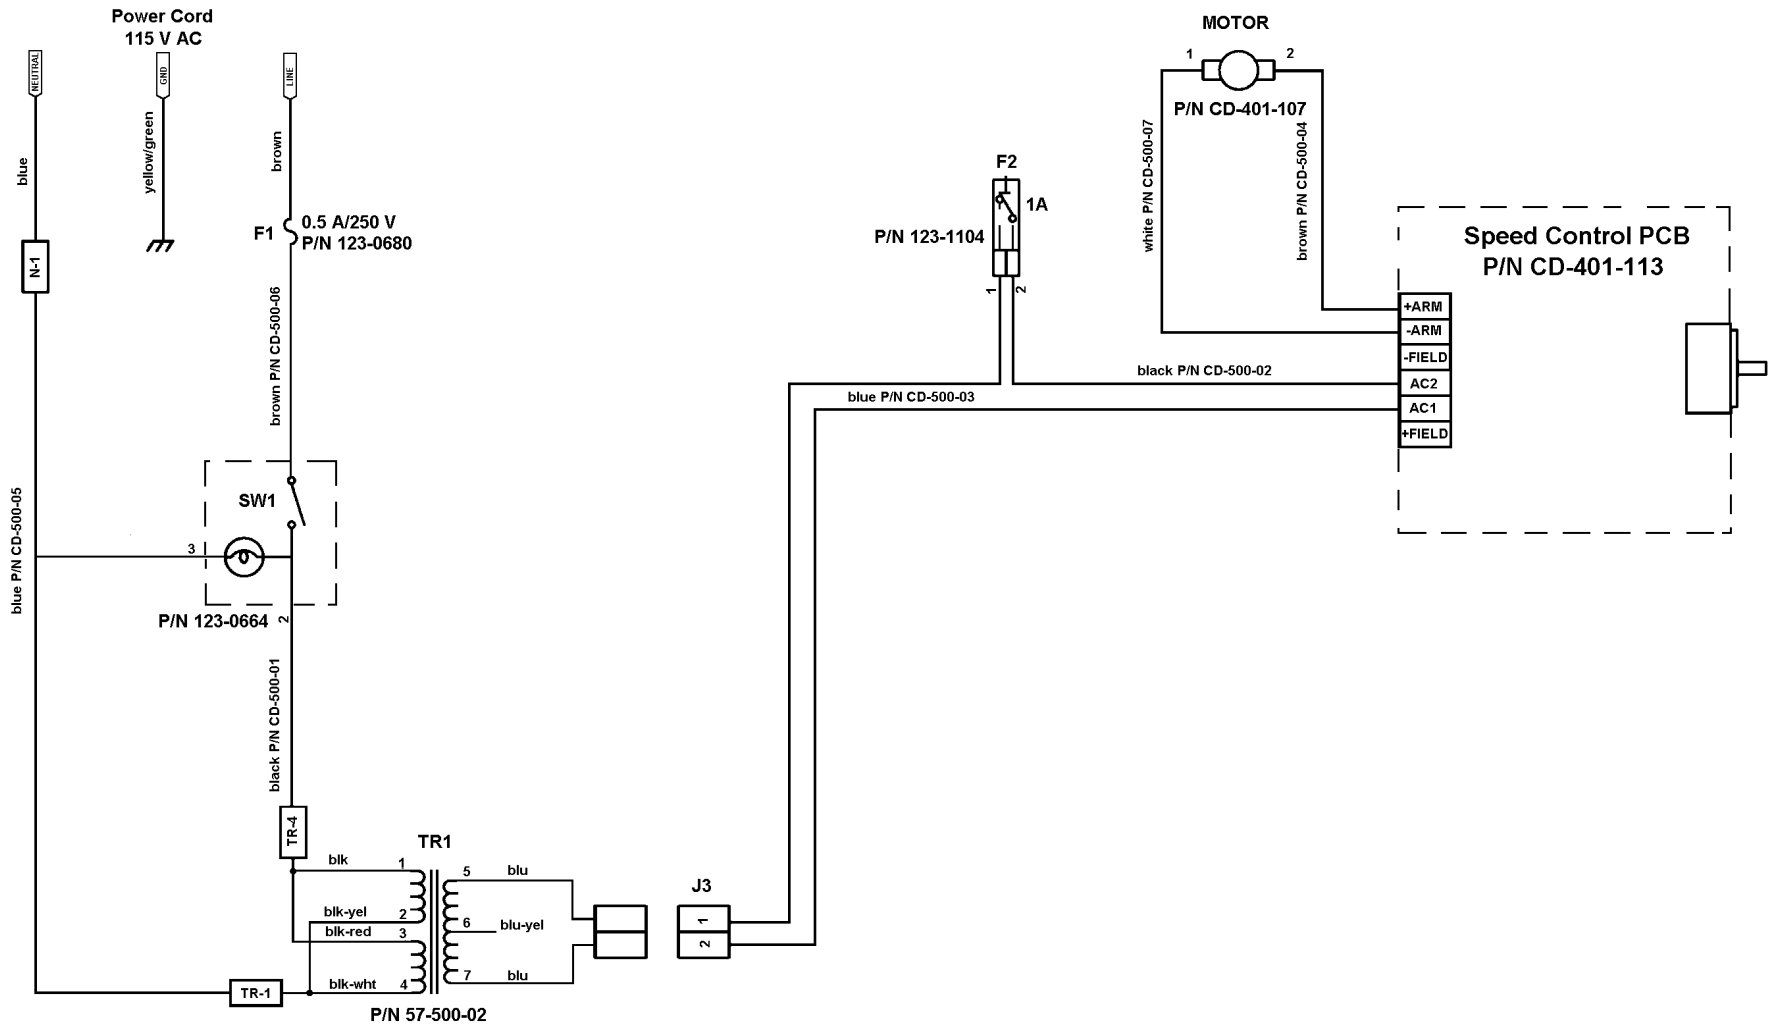 Power Cord
115 V AC
NEUTRAL
GND
LINE
blue
yellow/green
brown
F1
0.5 A/250 V
P/N 123-0680
N-1
brown P/N CD-500-06
SW1
3
P/N 123-0664
2
blue P/N CD-500-05
black P/N CD-500-01
TR-4
TR1
blk
1
blk-yel
2
blk-red
3
blk-wht
4
TR-1
P/N 57-500-02
5
blu
6
blu-yel
7
blu
J3
1
2
F2
1A
P/N 123-1104
1
2
MOTOR
1
2
P/N CD-401-107
white P/N CD-500-07
brown P/N CD-500-04
black P/N CD-500-02
blue P/N CD-500-03
Speed Control PCB
P/N CD-401-113
+ARM
-ARM
-FIELD
AC2
AC1
+FIELD